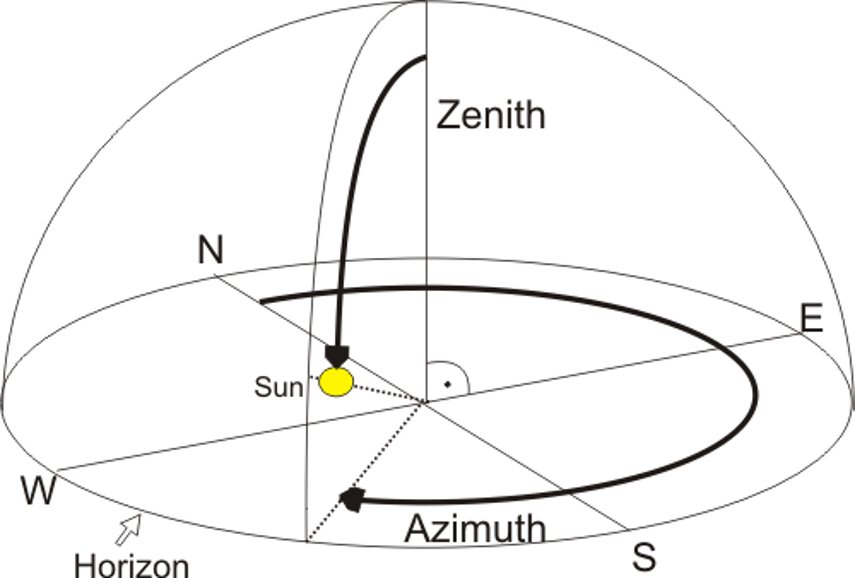 Zenith
N
E
Sun
W
Azimuth
S
Horizon